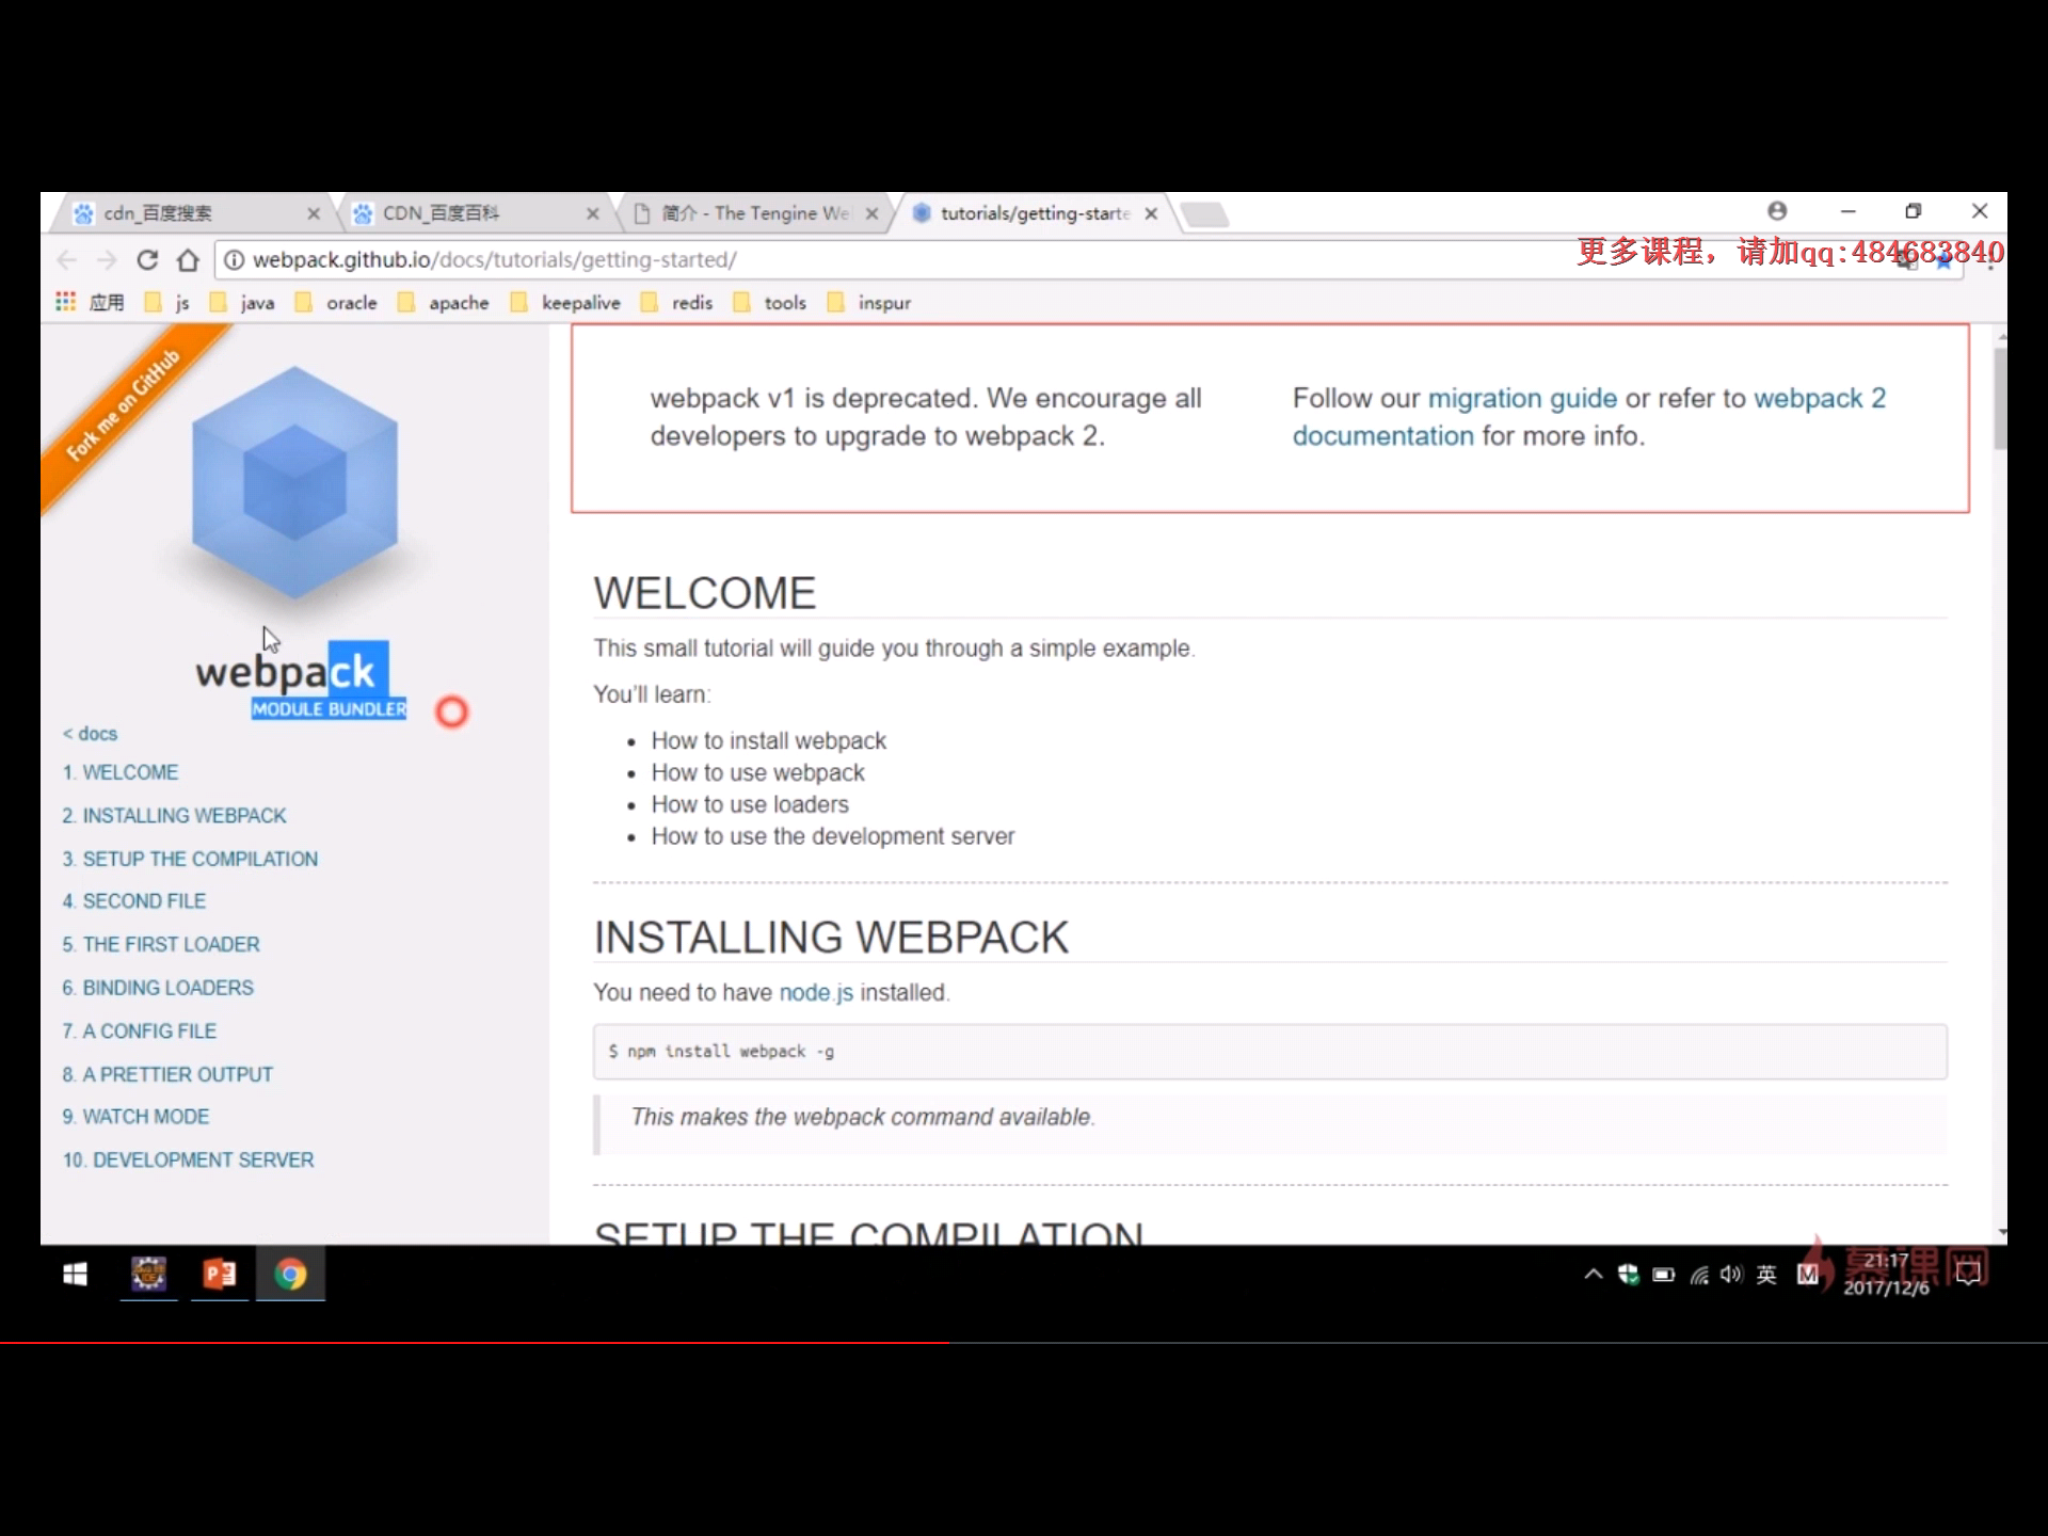 cdn_百度搜索
CDN_百度百科
简介 - The Tengine We
tutorials/getting-starte
webpack.github.io/docs/tutorials/getting-started/
更多课程，请加qq:484683840
应用 js java oracle apache keepalive redis tools inspur
Fork me on GitHub
webpack
MODULE BUNDLER
< docs
1. WELCOME
2. INSTALLING WEBPACK
3. SETUP THE COMPILATION
4. SECOND FILE
5. THE FIRST LOADER
6. BINDING LOADERS
7. A CONFIG FILE
8. A PRETTIER OUTPUT
9. WATCH MODE
10. DEVELOPMENT SERVER
webpack v1 is deprecated. We encourage all
developers to upgrade to webpack 2.
Follow our migration guide or refer to webpack 2
documentation for more info.
WELCOME
This small tutorial will guide you through a simple example.
You’ll learn:
• How to install webpack
• How to use webpack
• How to use loaders
• How to use the development server
INSTALLING WEBPACK
You need to have node.js installed.
$ npm install webpack -g
This makes the webpack command available.
SETUP THE COMPILATION
英
M
慕课网
21:17
2017/12/6